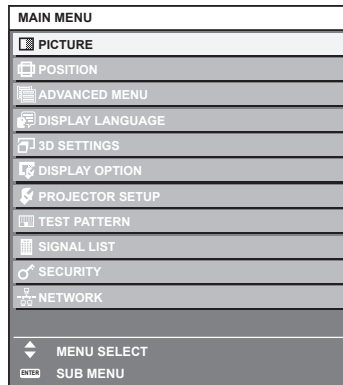 MAIN MENU
PICTURE
POSITION
ADVANCED MENU
DISPLAY LANGUAGE
3D SETTINGS
DISPLAY OPTION
PROJECTOR SETUP
TEST PATTERN
SIGNAL LIST
SECURITY
NETWORK
MENU SELECT
ENTER SUB MENU